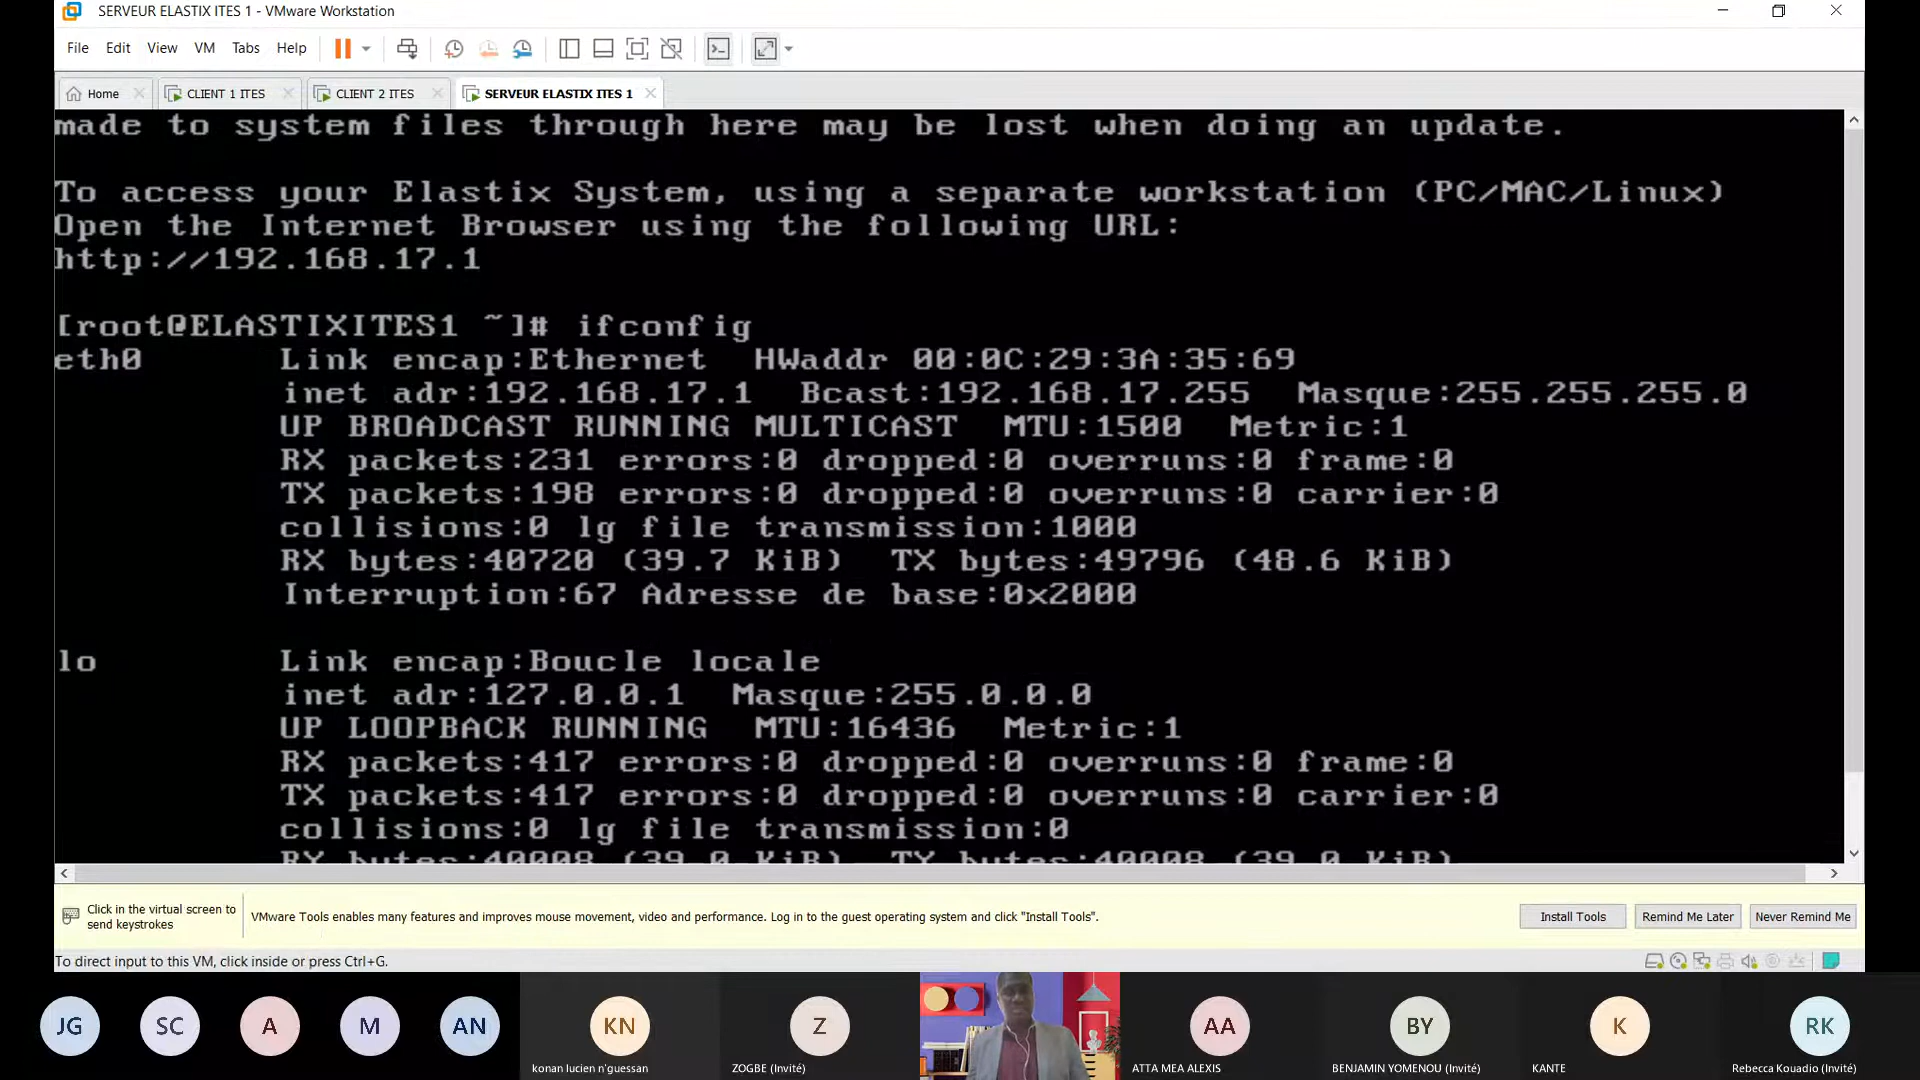 SERVEUR ELASTIX ITES 1 - VMware Workstation
File Edit View VM Tabs Help
Home CLIENT 1 ITES CLIENT 2 ITES SERVEUR ELASTIX ITES 1
made to system files through here may be lost when doing an update.
To access your Elastix System, using a separate workstation (PC/MAC/Linux)
Open the Internet Browser using the following URL:
http://192.168.17.1
[root@ELASTIXITES1 ~]# ifconfig
eth0 Link encap:Ethernet HWaddr 00:0C:29:3A:35:69
inet adr:192.168.17.1 Bcast:192.168.17.255 Masque:255.255.255.0
UP BROADCAST RUNNING MULTICAST MTU:1500 Metric:1
RX packets:231 errors:0 dropped:0 overruns:0 frame:0
TX packets:198 errors:0 dropped:0 overruns:0 carrier:0
collisions:0 lg file transmission:1000
RX bytes:40720 (39.7 KiB) TX bytes:49796 (48.6 KiB)
Interruption:67 Adresse de base:0x2000
lo Link encap:Boucle locale
inet adr:127.0.0.1 Masque:255.0.0.0
UP LOOPBACK RUNNING MTU:16436 Metric:1
RX packets:417 errors:0 dropped:0 overruns:0 frame:0
TX packets:417 errors:0 dropped:0 overruns:0 carrier:0
collisions:0 lg file transmission:0
RX bytes:40008 (39.0 KiB) TX bytes:40008 (39.0 KiB)
Click in the virtual screen to
send keystrokes
VMware Tools enables many features and improves mouse movement, video and performance. Log in to the guest operating system and click "Install Tools".
Install Tools Remind Me Later Never Remind Me
To direct input to this VM, click inside or press Ctrl+G.
JG SC A M AN KN Z AA BY K RK
konan lucien n'guessan ZOGBE (Invité) ATTA MEA ALEXIS BENJAMIN YOMENOU (Invité) KANTE Rebecca Kouadio (Invité)